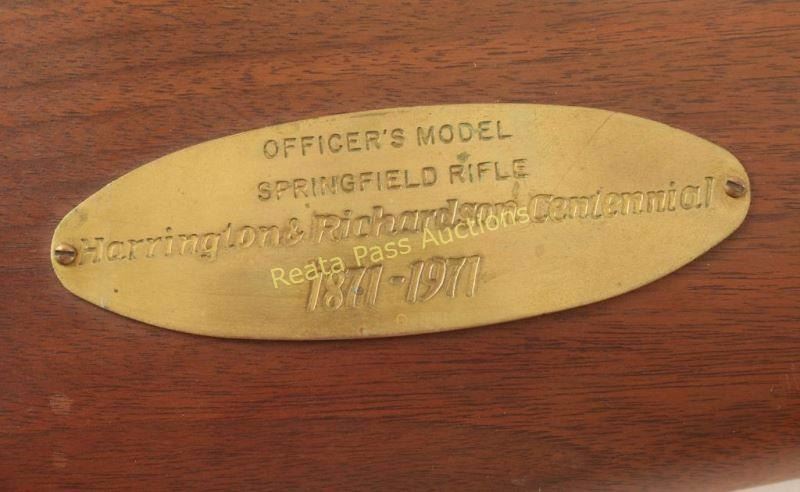 OFFICER'S MODEL
SPRINGFIELD RIFLE
Harrington & Richardson Centennial
Reata Pass Auctions
1871-1971